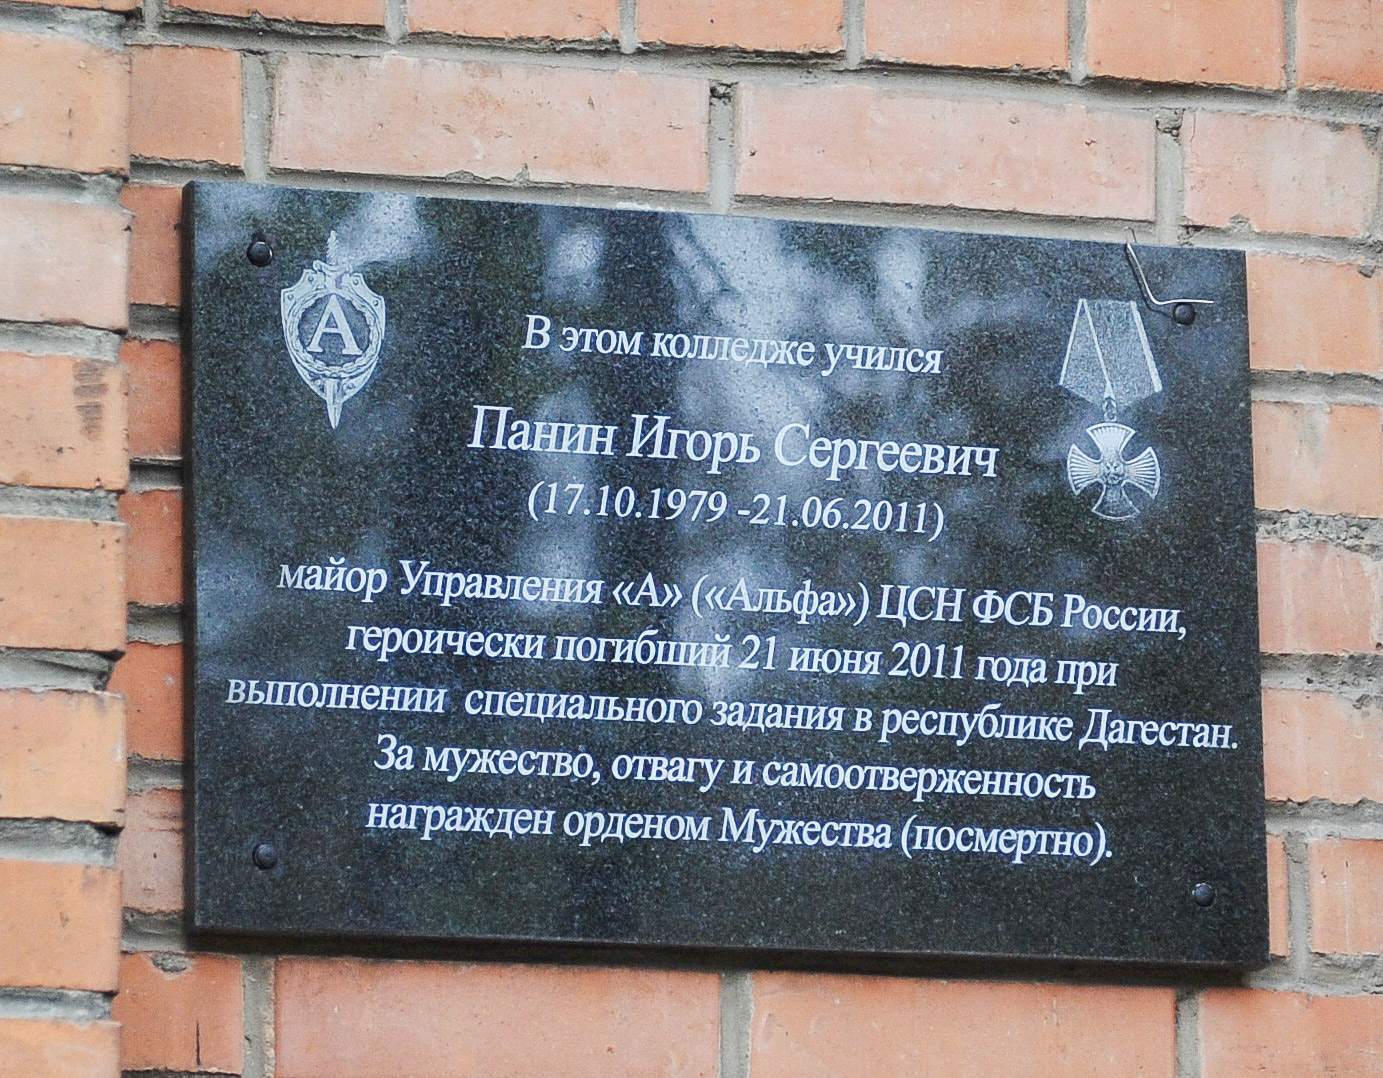 А
В этом колледже учился
Панин Игорь Сергеевич
(17.10.1979 -21.06.2011)
майор Управления «А» («Альфа») ЦСН ФСБ России,
героически погибший 21 июня 2011 года при
выполнении специального задания в республике Дагестан.
За мужество, отвагу и самоотверженность
награжден орденом Мужества (посмертно).